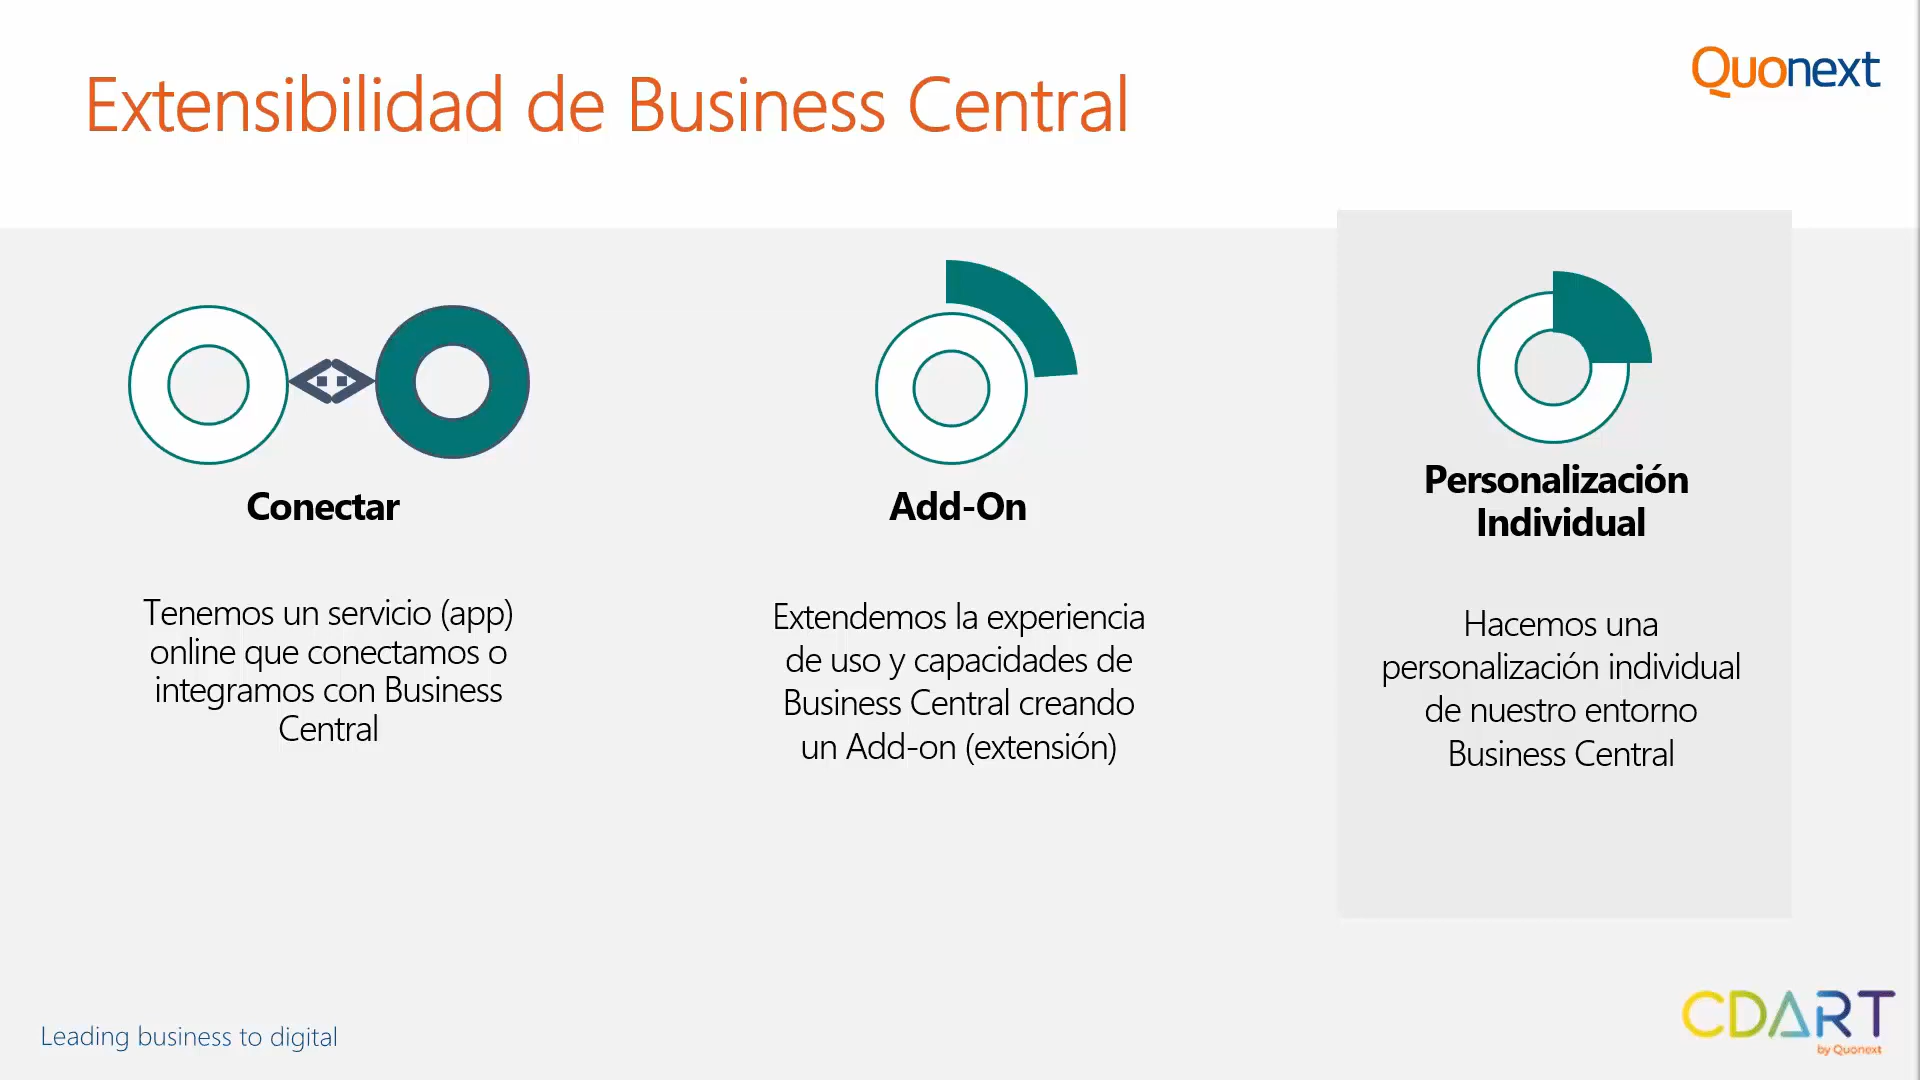 Extensibilidad de Business Central
Quonext
Conectar
Tenemos un servicio (app)
online que conectamos o
integramos con Business
Central
Add-On
Extendemos la experiencia
de uso y capacidades de
Business Central creando
un Add-on (extensión)
Personalización
Individual
Hacemos una
personalización individual
de nuestro entorno
Business Central
Leading business to digital
CDART
by Quonext